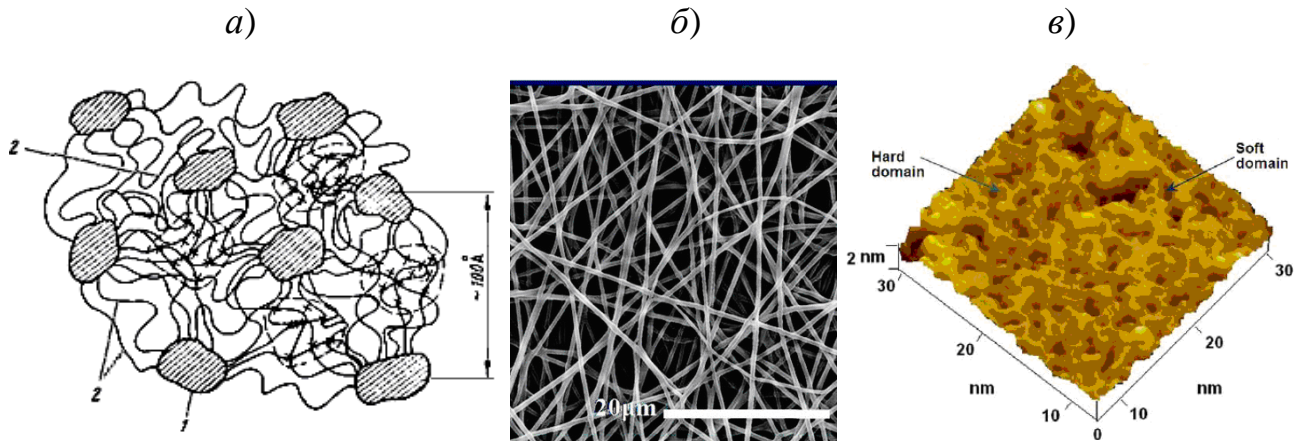 а)
б)
в)
2
2
1
~100Å
20µm
Hard
domain
Soft
domain
2 nm
30
20
nm
10
0
10
nm
20
30